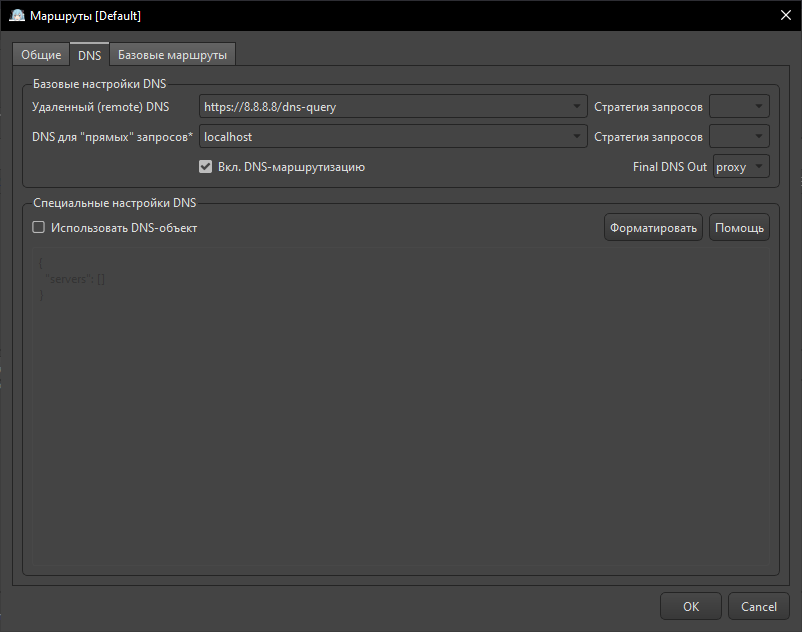 Маршруты [Default]
Общие DNS Базовые маршруты
Базовые настройки DNS
Удаленный (remote) DNS https://8.8.8.8/dns-query Стратегия запросов
DNS для "прямых" запросов* localhost Стратегия запросов
Вкл. DNS-маршрутизацию Final DNS Out proxy
Специальные настройки DNS
Использовать DNS-объект Форматировать Помощь
{
"servers": []
}
OK Cancel